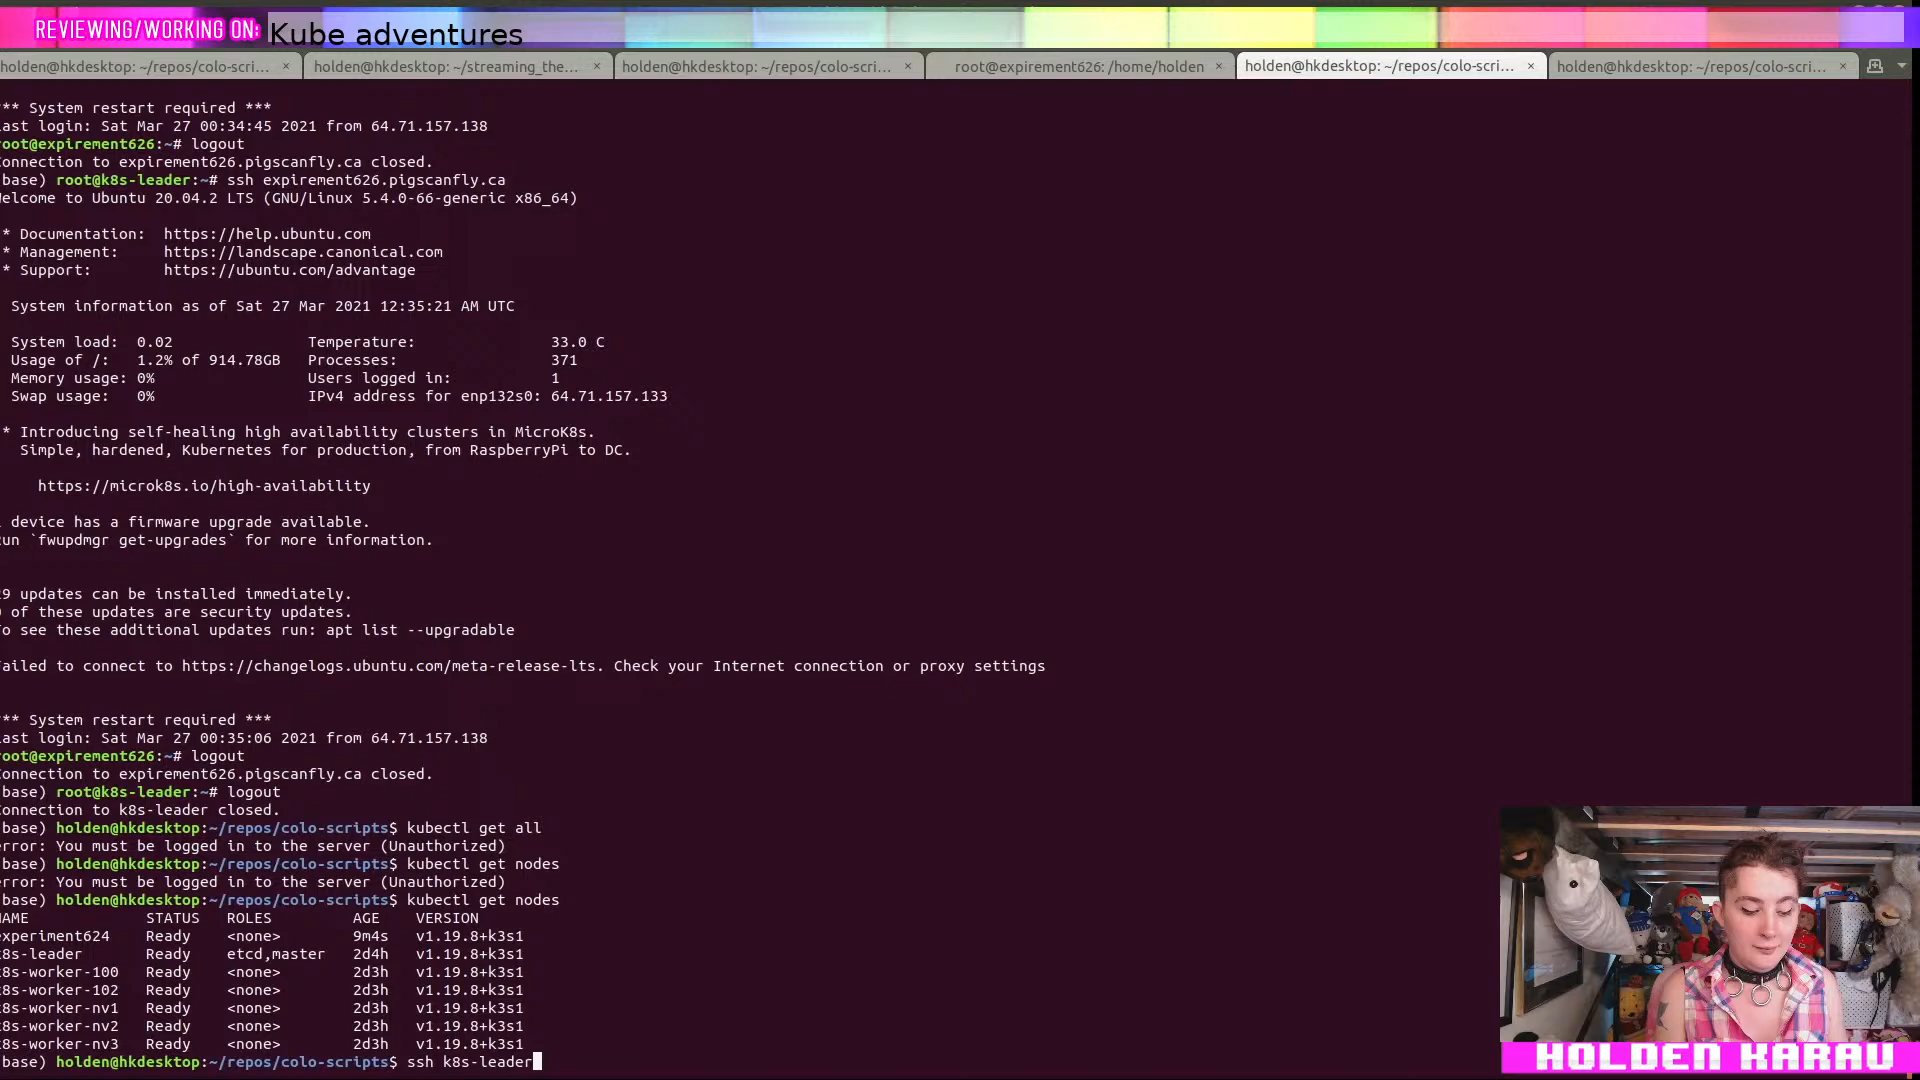 REVIEWING/WORKING ON: Kube adventures
holden@hkdesktop: ~/repos/colo-scri... × holden@hkdesktop: ~/streaming_the... × holden@hkdesktop: ~/repos/colo-scri... × root@expirement626: /home/holden × holden@hkdesktop: ~/repos/colo-scri... × holden@hkdesktop: ~/repos/colo-scri... ×
** System restart required ***
ast login: Sat Mar 27 00:34:45 2021 from 64.71.157.138
root@expirement626:~# logout
onnection to expirement626.pigscanfly.ca closed.
base) root@k8s-leader:~# ssh expirement626.pigscanfly.ca
elcome to Ubuntu 20.04.2 LTS (GNU/Linux 5.4.0-66-generic x86_64)
* Documentation: https://help.ubuntu.com
* Management: https://landscape.canonical.com
* Support: https://ubuntu.com/advantage
System information as of Sat 27 Mar 2021 12:35:21 AM UTC
System load: 0.02 Temperature: 33.0 C
Usage of /: 1.2% of 914.78GB Processes: 371
Memory usage: 0% Users logged in: 1
Swap usage: 0% IPv4 address for enp132s0: 64.71.157.133
* Introducing self-healing high availability clusters in MicroK8s.
Simple, hardened, Kubernetes for production, from RaspberryPi to DC.
https://microk8s.io/high-availability
device has a firmware upgrade available.
un `fwupdmgr get-upgrades` for more information.
9 updates can be installed immediately.
of these updates are security updates.
o see these additional updates run: apt list --upgradable
ailed to connect to https://changelogs.ubuntu.com/meta-release-lts. Check your Internet connection or proxy settings
** System restart required ***
ast login: Sat Mar 27 00:35:06 2021 from 64.71.157.138
root@expirement626:~# logout
onnection to expirement626.pigscanfly.ca closed.
base) root@k8s-leader:~# logout
onnection to k8s-leader closed.
base) holden@hkdesktop:~/repos/colo-scripts$ kubectl get all
error: You must be logged in to the server (Unauthorized)
base) holden@hkdesktop:~/repos/colo-scripts$ kubectl get nodes
error: You must be logged in to the server (Unauthorized)
base) holden@hkdesktop:~/repos/colo-scripts$ kubectl get nodes
NAME STATUS ROLES AGE VERSION
experiment624 Ready <none> 9m4s v1.19.8+k3s1
k8s-leader Ready etcd,master 2d4h v1.19.8+k3s1
k8s-worker-100 Ready <none> 2d3h v1.19.8+k3s1
k8s-worker-102 Ready <none> 2d3h v1.19.8+k3s1
k8s-worker-nv1 Ready <none> 2d3h v1.19.8+k3s1
k8s-worker-nv2 Ready <none> 2d3h v1.19.8+k3s1
k8s-worker-nv3 Ready <none> 2d3h v1.19.8+k3s1
base) holden@hkdesktop:~/repos/colo-scripts$ ssh k8s-leader
HOLDEN KARAU